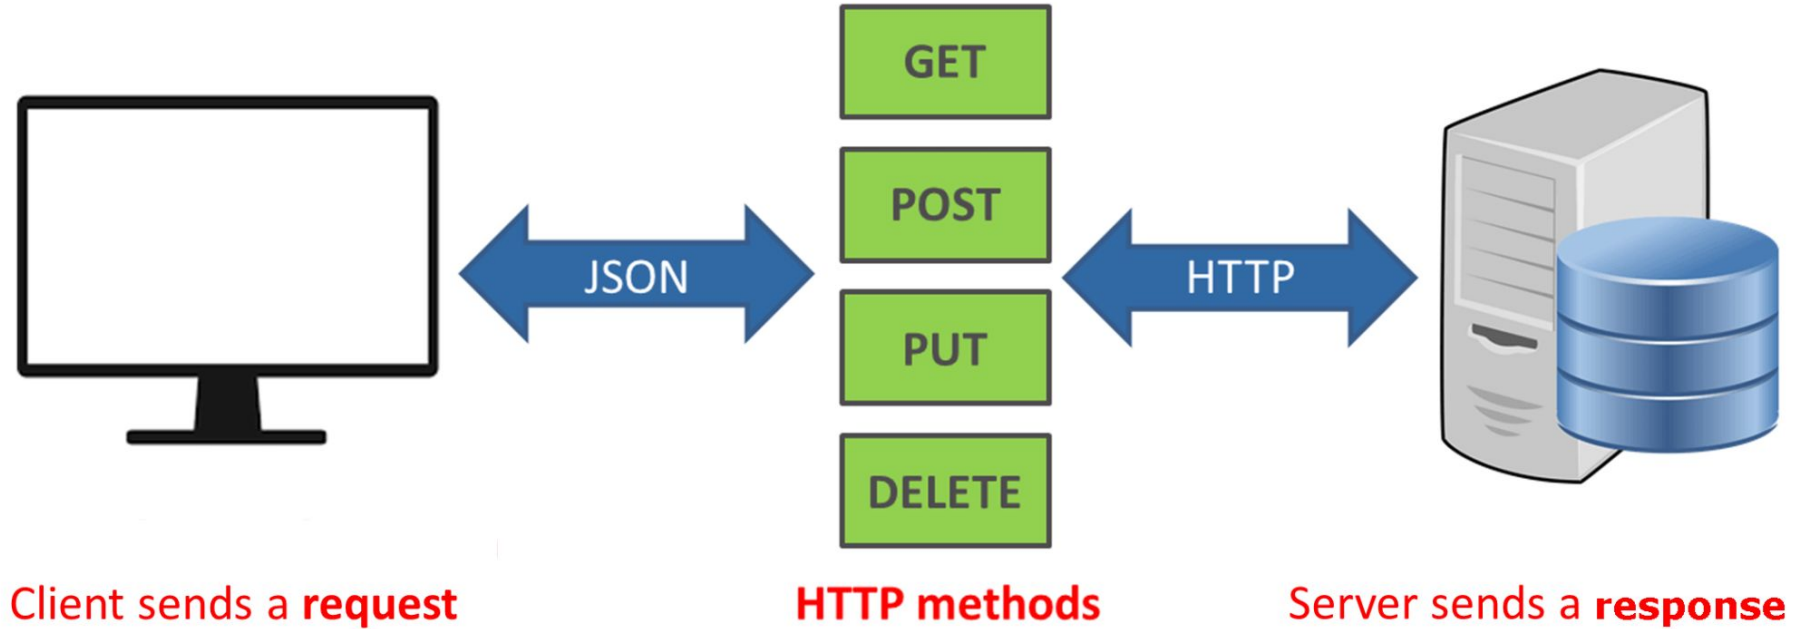 GET
POST
JSON
HTTP
PUT
DELETE
Client sends a request
HTTP methods
Server sends a response